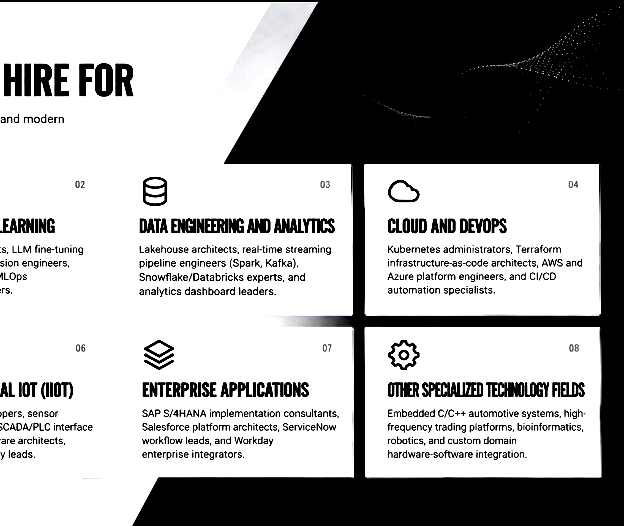 HIRE FOR
and modern
02
EARNING
s, LLM fine-tuning
sion engineers,
MLOps
ers.
03
DATA ENGINEERING AND ANALYTICS
Lakehouse architects, real-time streaming
pipeline engineers (Spark, Kafka),
Snowflake/Databricks experts, and
analytics dashboard leaders.
04
CLOUD AND DEVOPS
Kubernetes administrators, Terraform
infrastructure-as-code architects, AWS and
Azure platform engineers, and CI/CD
automation specialists.
06
AL IOT (IIOT)
opers, sensor
SCADA/PLC interface
are architects,
y leads.
07
ENTERPRISE APPLICATIONS
SAP S/4HANA implementation consultants,
Salesforce platform architects, ServiceNow
workflow leads, and Workday
enterprise integrators.
08
OTHER SPECIALIZED TECHNOLOGY FIELDS
Embedded C/C++ automotive systems, high-
frequency trading platforms, bioinformatics,
robotics, and custom domain
hardware-software integration.